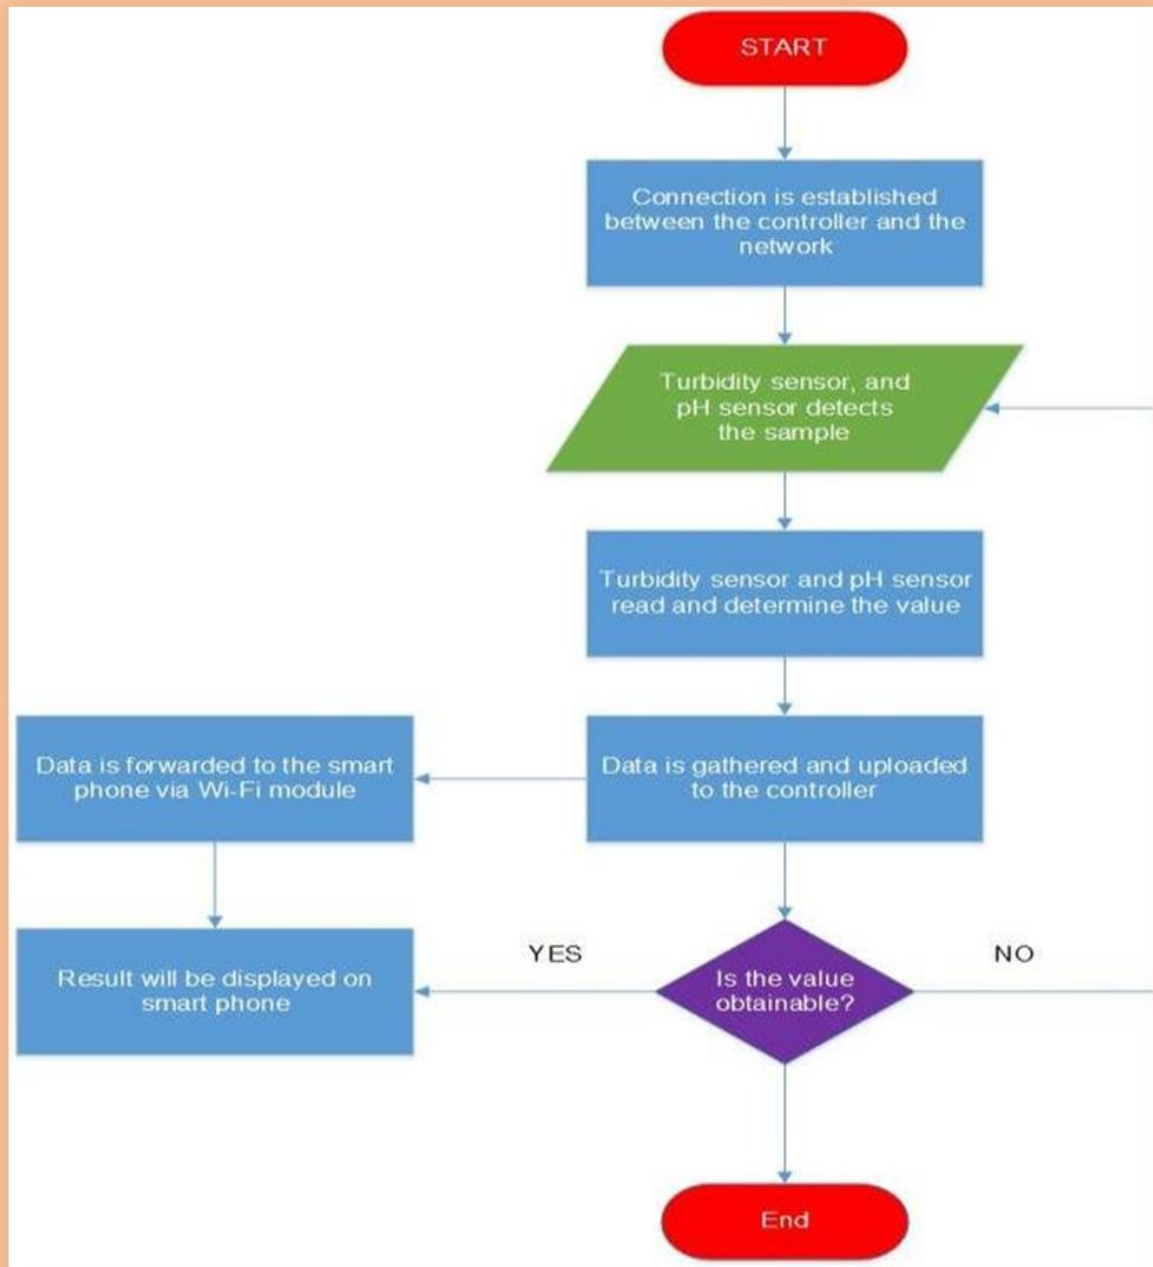 START
Connection is established
between the controller and the
network
Turbidity sensor, and
pH sensor detects
the sample
Turbidity sensor and pH sensor
read and determine the value
Data is forwarded to the smart
phone via Wi-Fi module
Data is gathered and uploaded
to the controller
YES
NO
Result will be displayed on
smart phone
Is the value
obtainable?
End